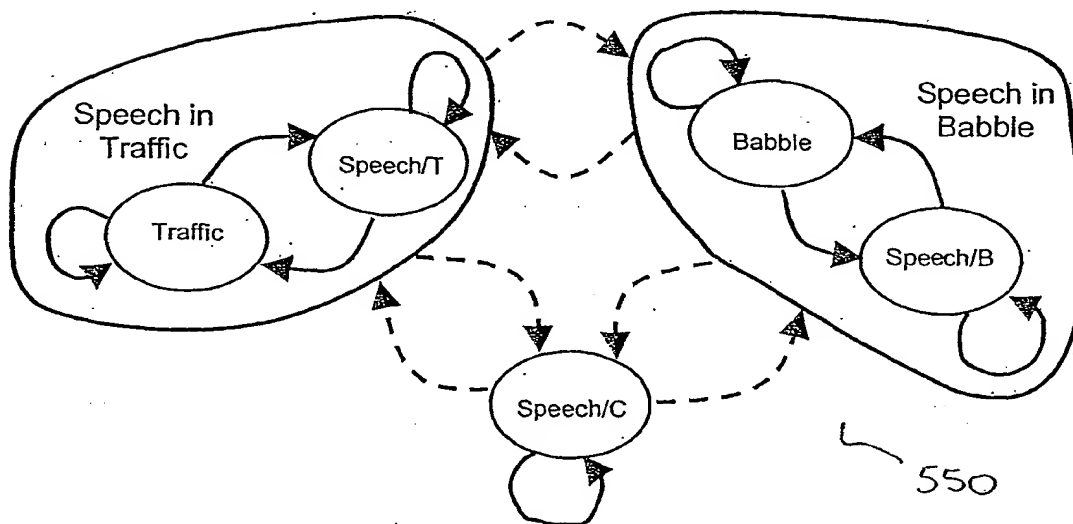 Speech in
Traffic
Speech/T
Traffic
Speech in
Babble
Babble
Speech/B
Speech/C
550